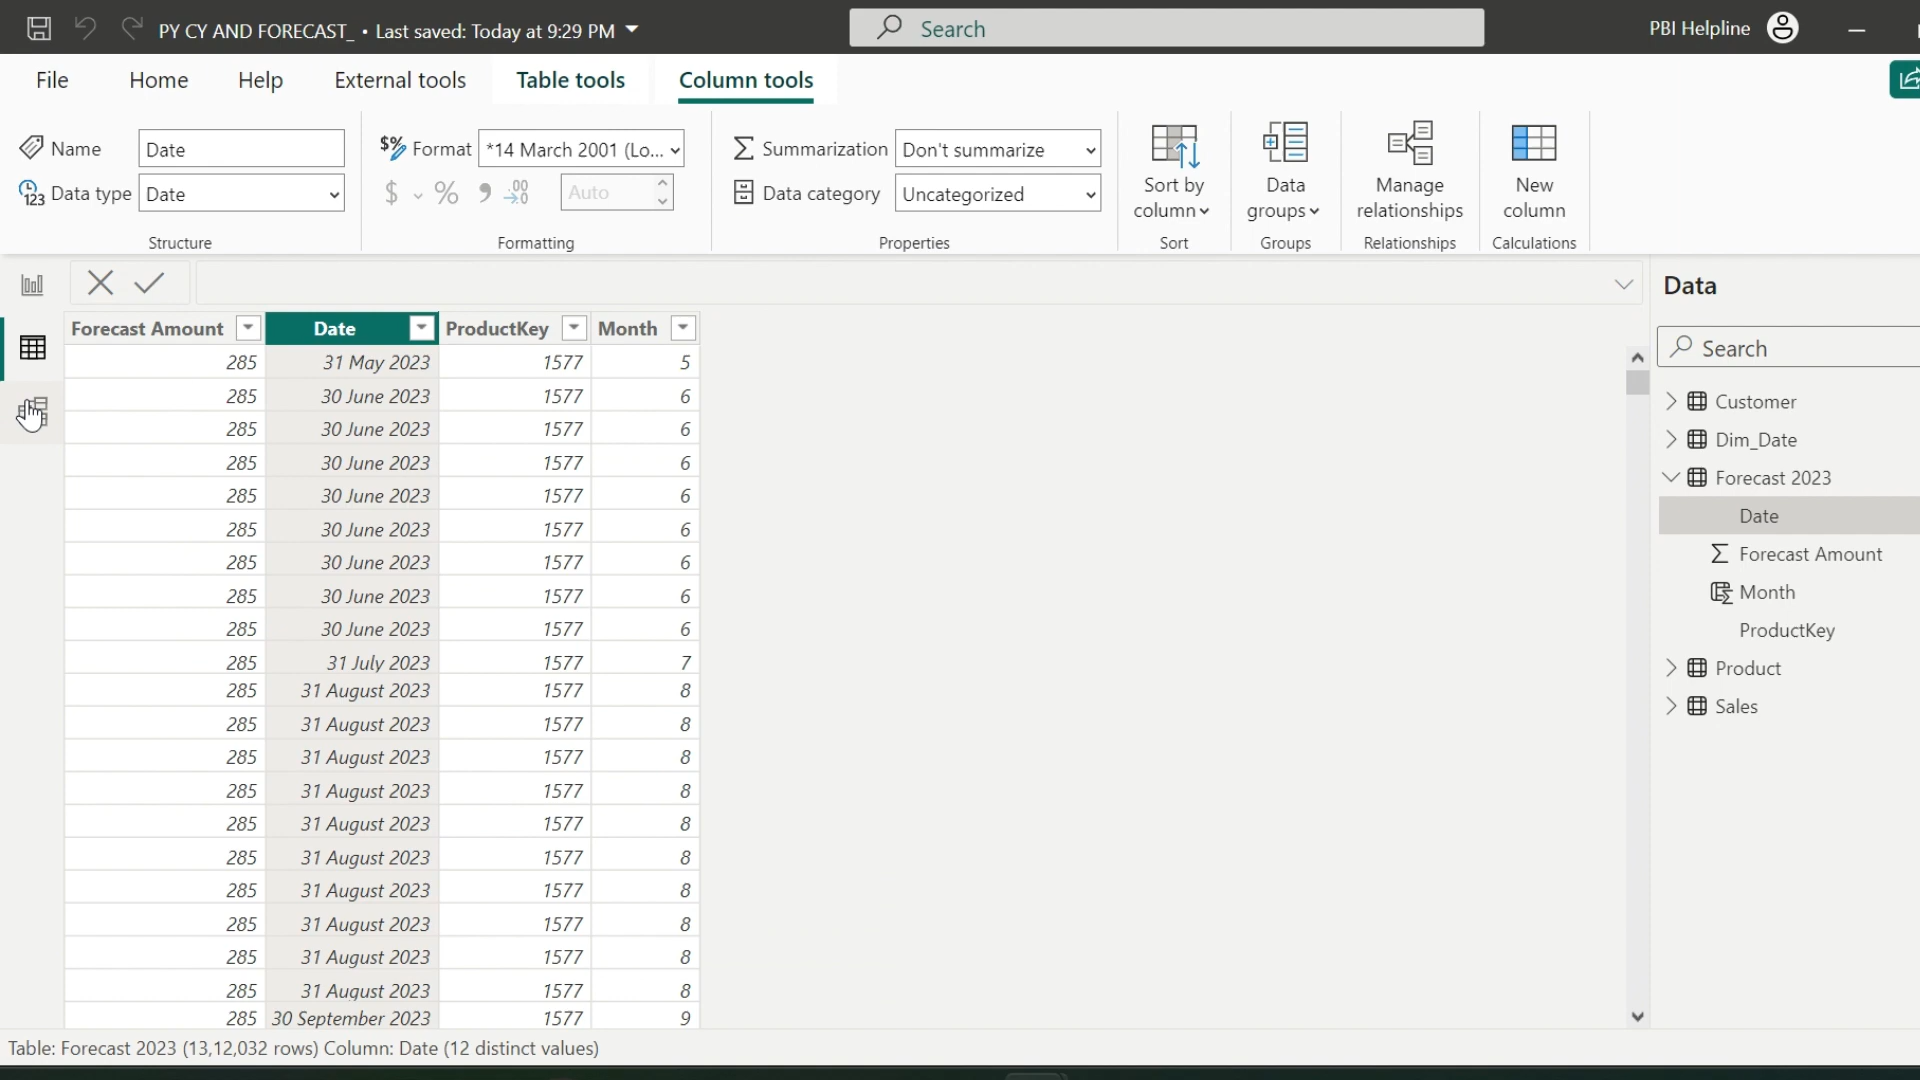 PY CY AND FORECAST_ • Last saved: Today at 9:29 PM
Search
PBI Helpline
File
Home
Help
External tools
Table tools
Column tools
Name
Date
Data type
Date
Structure
Format
*14 March 2001 (Lo...
$
%
Auto
Formatting
Summarization
Don't summarize
Data category
Uncategorized
Properties
Sort by
column
Sort
Data
groups
Groups
Manage
relationships
Relationships
New
column
Calculations
Forecast Amount Date ProductKey Month
285 31 May 2023 1577 5
285 30 June 2023 1577 6
285 30 June 2023 1577 6
285 30 June 2023 1577 6
285 30 June 2023 1577 6
285 30 June 2023 1577 6
285 30 June 2023 1577 6
285 30 June 2023 1577 6
285 30 June 2023 1577 6
285 31 July 2023 1577 7
285 31 August 2023 1577 8
285 31 August 2023 1577 8
285 31 August 2023 1577 8
285 31 August 2023 1577 8
285 31 August 2023 1577 8
285 31 August 2023 1577 8
285 31 August 2023 1577 8
285 31 August 2023 1577 8
285 31 August 2023 1577 8
285 31 August 2023 1577 8
285 30 September 2023 1577 9
Data
Search
Customer
Dim_Date
Forecast 2023
Date
Forecast Amount
Month
ProductKey
Product
Sales
Table: Forecast 2023 (13,12,032 rows) Column: Date (12 distinct values)